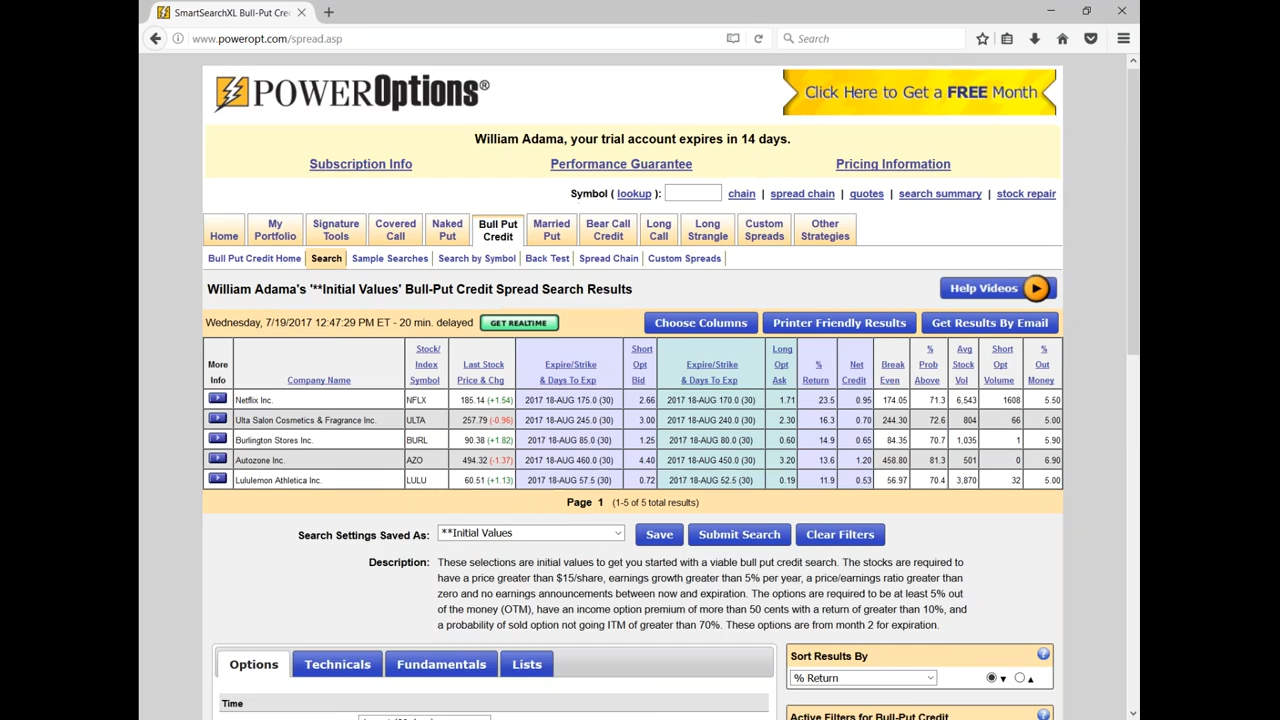 SmartSearchXL Bull-Put Cre
www.poweropt.com/spread.asp
Search
POWEROptions®
Click Here to Get a FREE Month
William Adama, your trial account expires in 14 days.
Subscription Info Performance Guarantee Pricing Information
Symbol ( lookup ): chain | spread chain | quotes | search summary | stock repair
Home My Portfolio Signature Tools Covered Call Naked Put Bull Put Credit Married Put Bear Call Credit Long Call Long Strangle Custom Spreads Other Strategies
Bull Put Credit Home Search Sample Searches Search by Symbol Back Test Spread Chain Custom Spreads
William Adama's '**Initial Values' Bull-Put Credit Spread Search Results
Help Videos
Wednesday, 7/19/2017 12:47:29 PM ET - 20 min. delayed GET REALTIME Choose Columns Printer Friendly Results Get Results By Email
More Info Company Name Stock/ Index Symbol Last Stock Price & Chg Expire/Strike & Days To Exp Short Opt Bid Expire/Strike & Days To Exp Long Opt Ask % Return Net Credit Break Even % Prob Above Avg Stock Vol Short Opt Volume % Out Money
Netflix Inc. NFLX 185.14 (+1.54) 2017 18-AUG 175.0 (30) 2.66 2017 18-AUG 170.0 (30) 1.71 23.5 0.95 174.05 71.3 6,543 1608 5.50
Ulta Salon Cosmetics & Fragrance Inc. ULTA 257.79 (-0.96) 2017 18-AUG 245.0 (30) 3.00 2017 18-AUG 240.0 (30) 2.30 16.3 0.70 244.30 72.6 804 66 5.00
Burlington Stores Inc. BURL 90.38 (+1.82) 2017 18-AUG 85.0 (30) 1.25 2017 18-AUG 80.0 (30) 0.60 14.9 0.65 84.35 70.7 1,035 1 5.90
Autozone Inc. AZO 494.32 (-1.37) 2017 18-AUG 460.0 (30) 4.40 2017 18-AUG 450.0 (30) 3.20 13.6 1.20 458.80 81.3 501 0 6.90
Lululemon Athletica Inc. LULU 60.51 (+1.13) 2017 18-AUG 57.5 (30) 0.72 2017 18-AUG 52.5 (30) 0.19 11.9 0.53 56.97 70.4 3,870 32 5.00
Page 1 (1-5 of 5 total results)
Search Settings Saved As: **Initial Values Save Submit Search Clear Filters
Description: These selections are initial values to get you started with a viable bull put credit search. The stocks are required to
have a price greater than $15/share, earnings growth greater than 5% per year, a price/earnings ratio greater than
zero and no earnings announcements between now and expiration. The options are required to be at least 5% out
of the money (OTM), have an income option premium of more than 50 cents with a return of greater than 10%, and
a probability of sold option not going ITM of greater than 70%. These options are from month 2 for expiration.
Options Technicals Fundamentals Lists
Sort Results By
% Return
Time
Active Filters for Bull-Put Credit